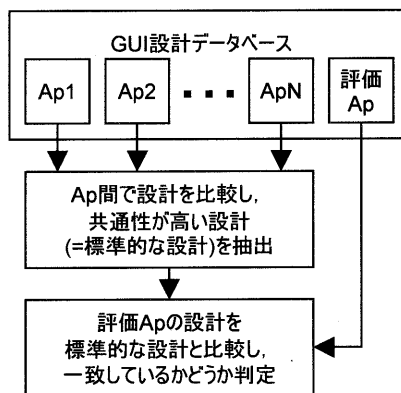 GUI設計データベース
Ap1
Ap2
・・・
ApN
評価
Ap
Ap間で設計を比較し,
共通性が高い設計
(=標準的な設計)を抽出
評価Apの設計を
標準的な設計と比較し,
一致しているかどうか判定